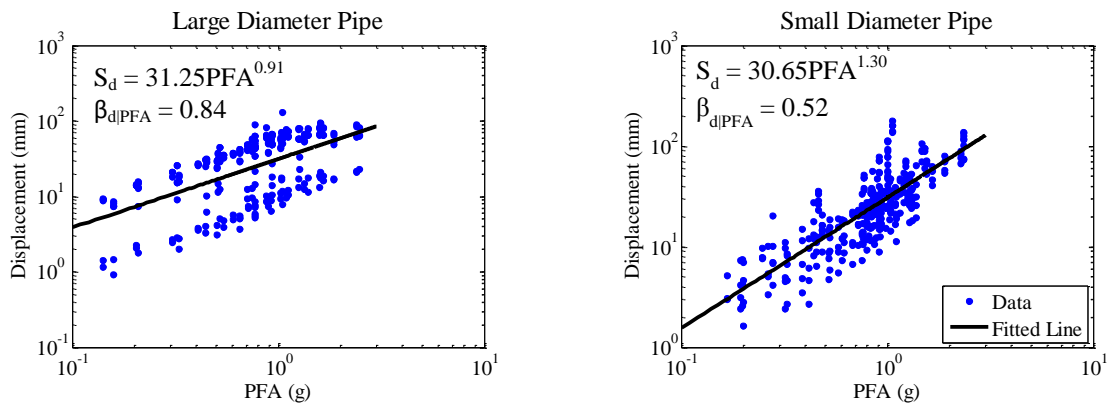 Large Diameter Pipe
S_d = 31.25PFA^0.91
β_d|PFA = 0.84
Displacement (mm)
10^3
10^2
10^1
10^0
10^-1
10^-1
10^0
10^1
PFA (g)
Small Diameter Pipe
S_d = 30.65PFA^1.30
β_d|PFA = 0.52
Displacement (mm)
10^3
10^2
10^1
10^0
10^-1
10^0
10^1
PFA (g)
Data
Fitted Line